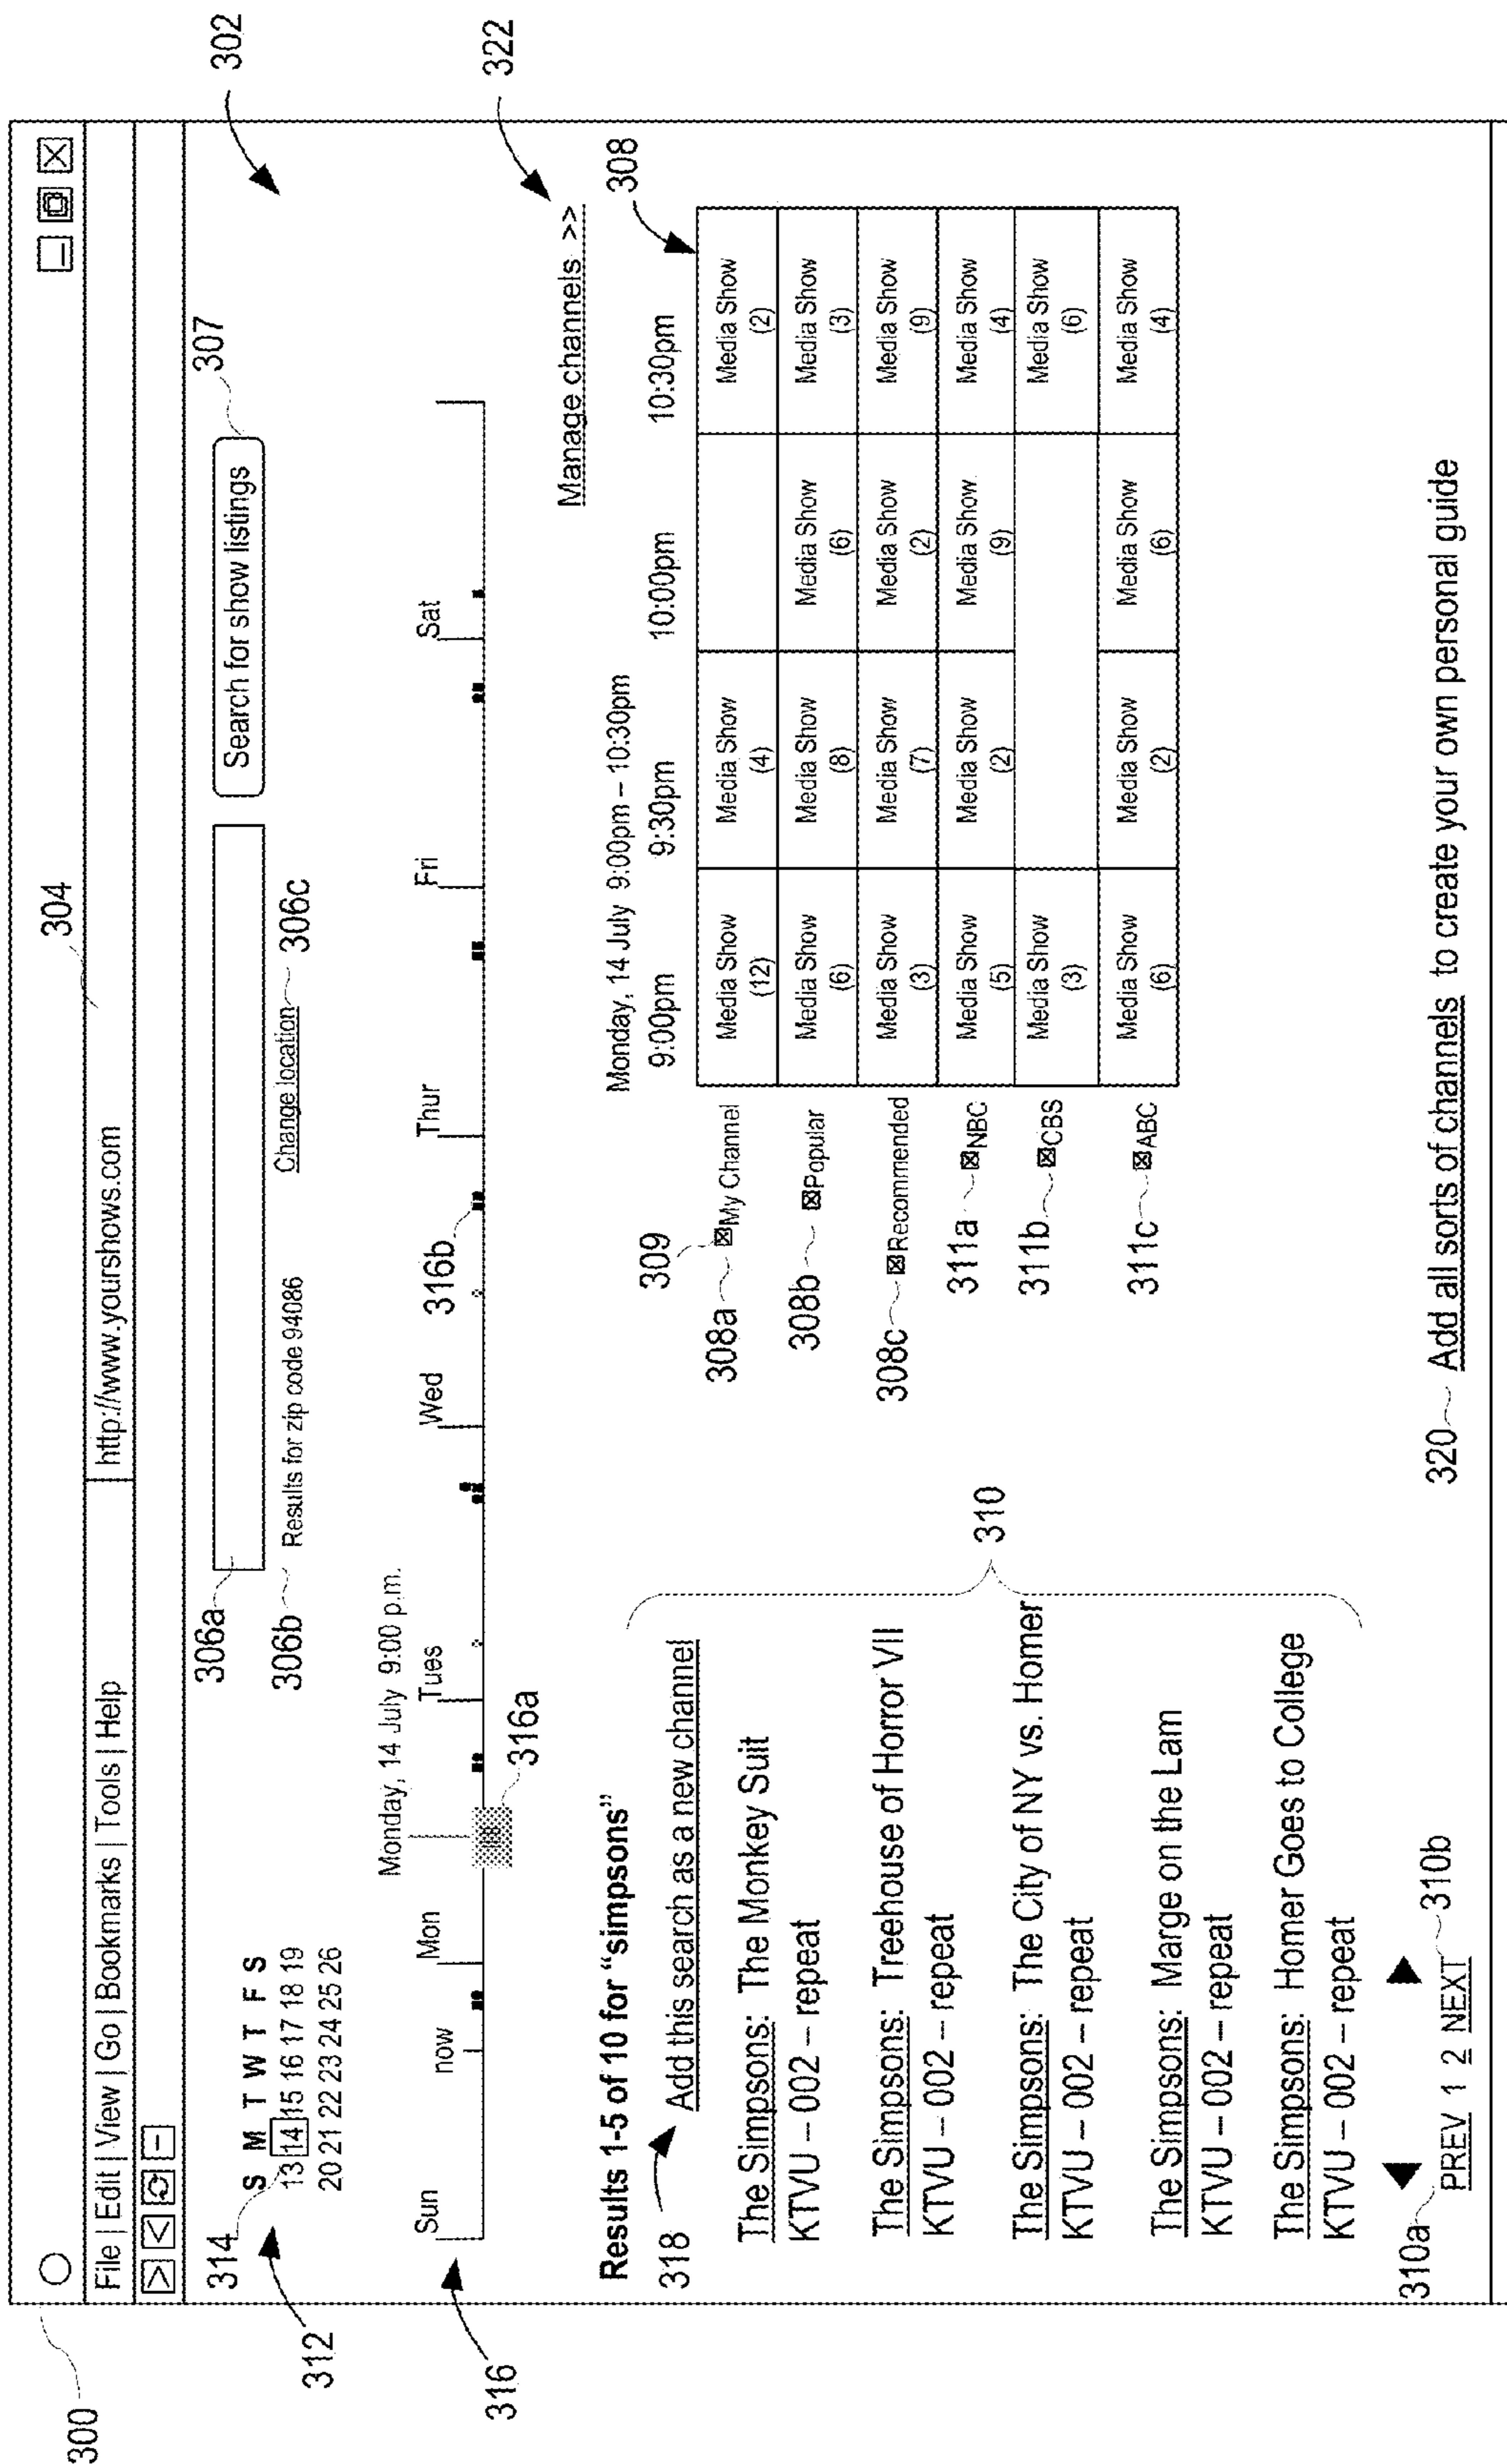 300
304
File | Edit | View | Go | Bookmarks | Tools | Help
http://www.yourshows.com
302
314
312
S M T W T F S
13 14 15 16 17 18 19
20 21 22 23 24 25 26
306a
306b
Results for zip code 94086
Change location
306c
Search for show listings
307
316
Monday, 14 July 9:00 p.m.
Sun now Mon Tues Wed Thur Fri Sat
316a
316b
Manage channels >>
322
Results 1-5 of 10 for “simpsons”
318
Add this search as a new channel
The Simpsons: The Monkey Suit
KTVU – 002 – repeat
The Simpsons: Treehouse of Horror VII
KTVU – 002 – repeat
The Simpsons: The City of NY vs. Homer
KTVU – 002 – repeat
The Simpsons: Marge on the Lam
KTVU – 002 – repeat
The Simpsons: Homer Goes to College
KTVU – 002 – repeat
310
310a
PREV 1 2 NEXT
310b
Monday, 14 July 9:00pm – 10:30pm
9:00pm 9:30pm 10:00pm 10:30pm
308
309
308a
My Channel
Media Show (12)
Media Show (4)
Media Show (2)
308b
Popular
Media Show (6)
Media Show (8)
Media Show (6)
Media Show (3)
308c
Recommended
Media Show (3)
Media Show (7)
Media Show (2)
Media Show (9)
311a
NBC
Media Show (5)
Media Show (2)
Media Show (9)
Media Show (4)
311b
CBS
Media Show (3)
Media Show (6)
311c
ABC
Media Show (6)
Media Show (2)
Media Show (6)
Media Show (4)
320
Add all sorts of channels to create your own personal guide